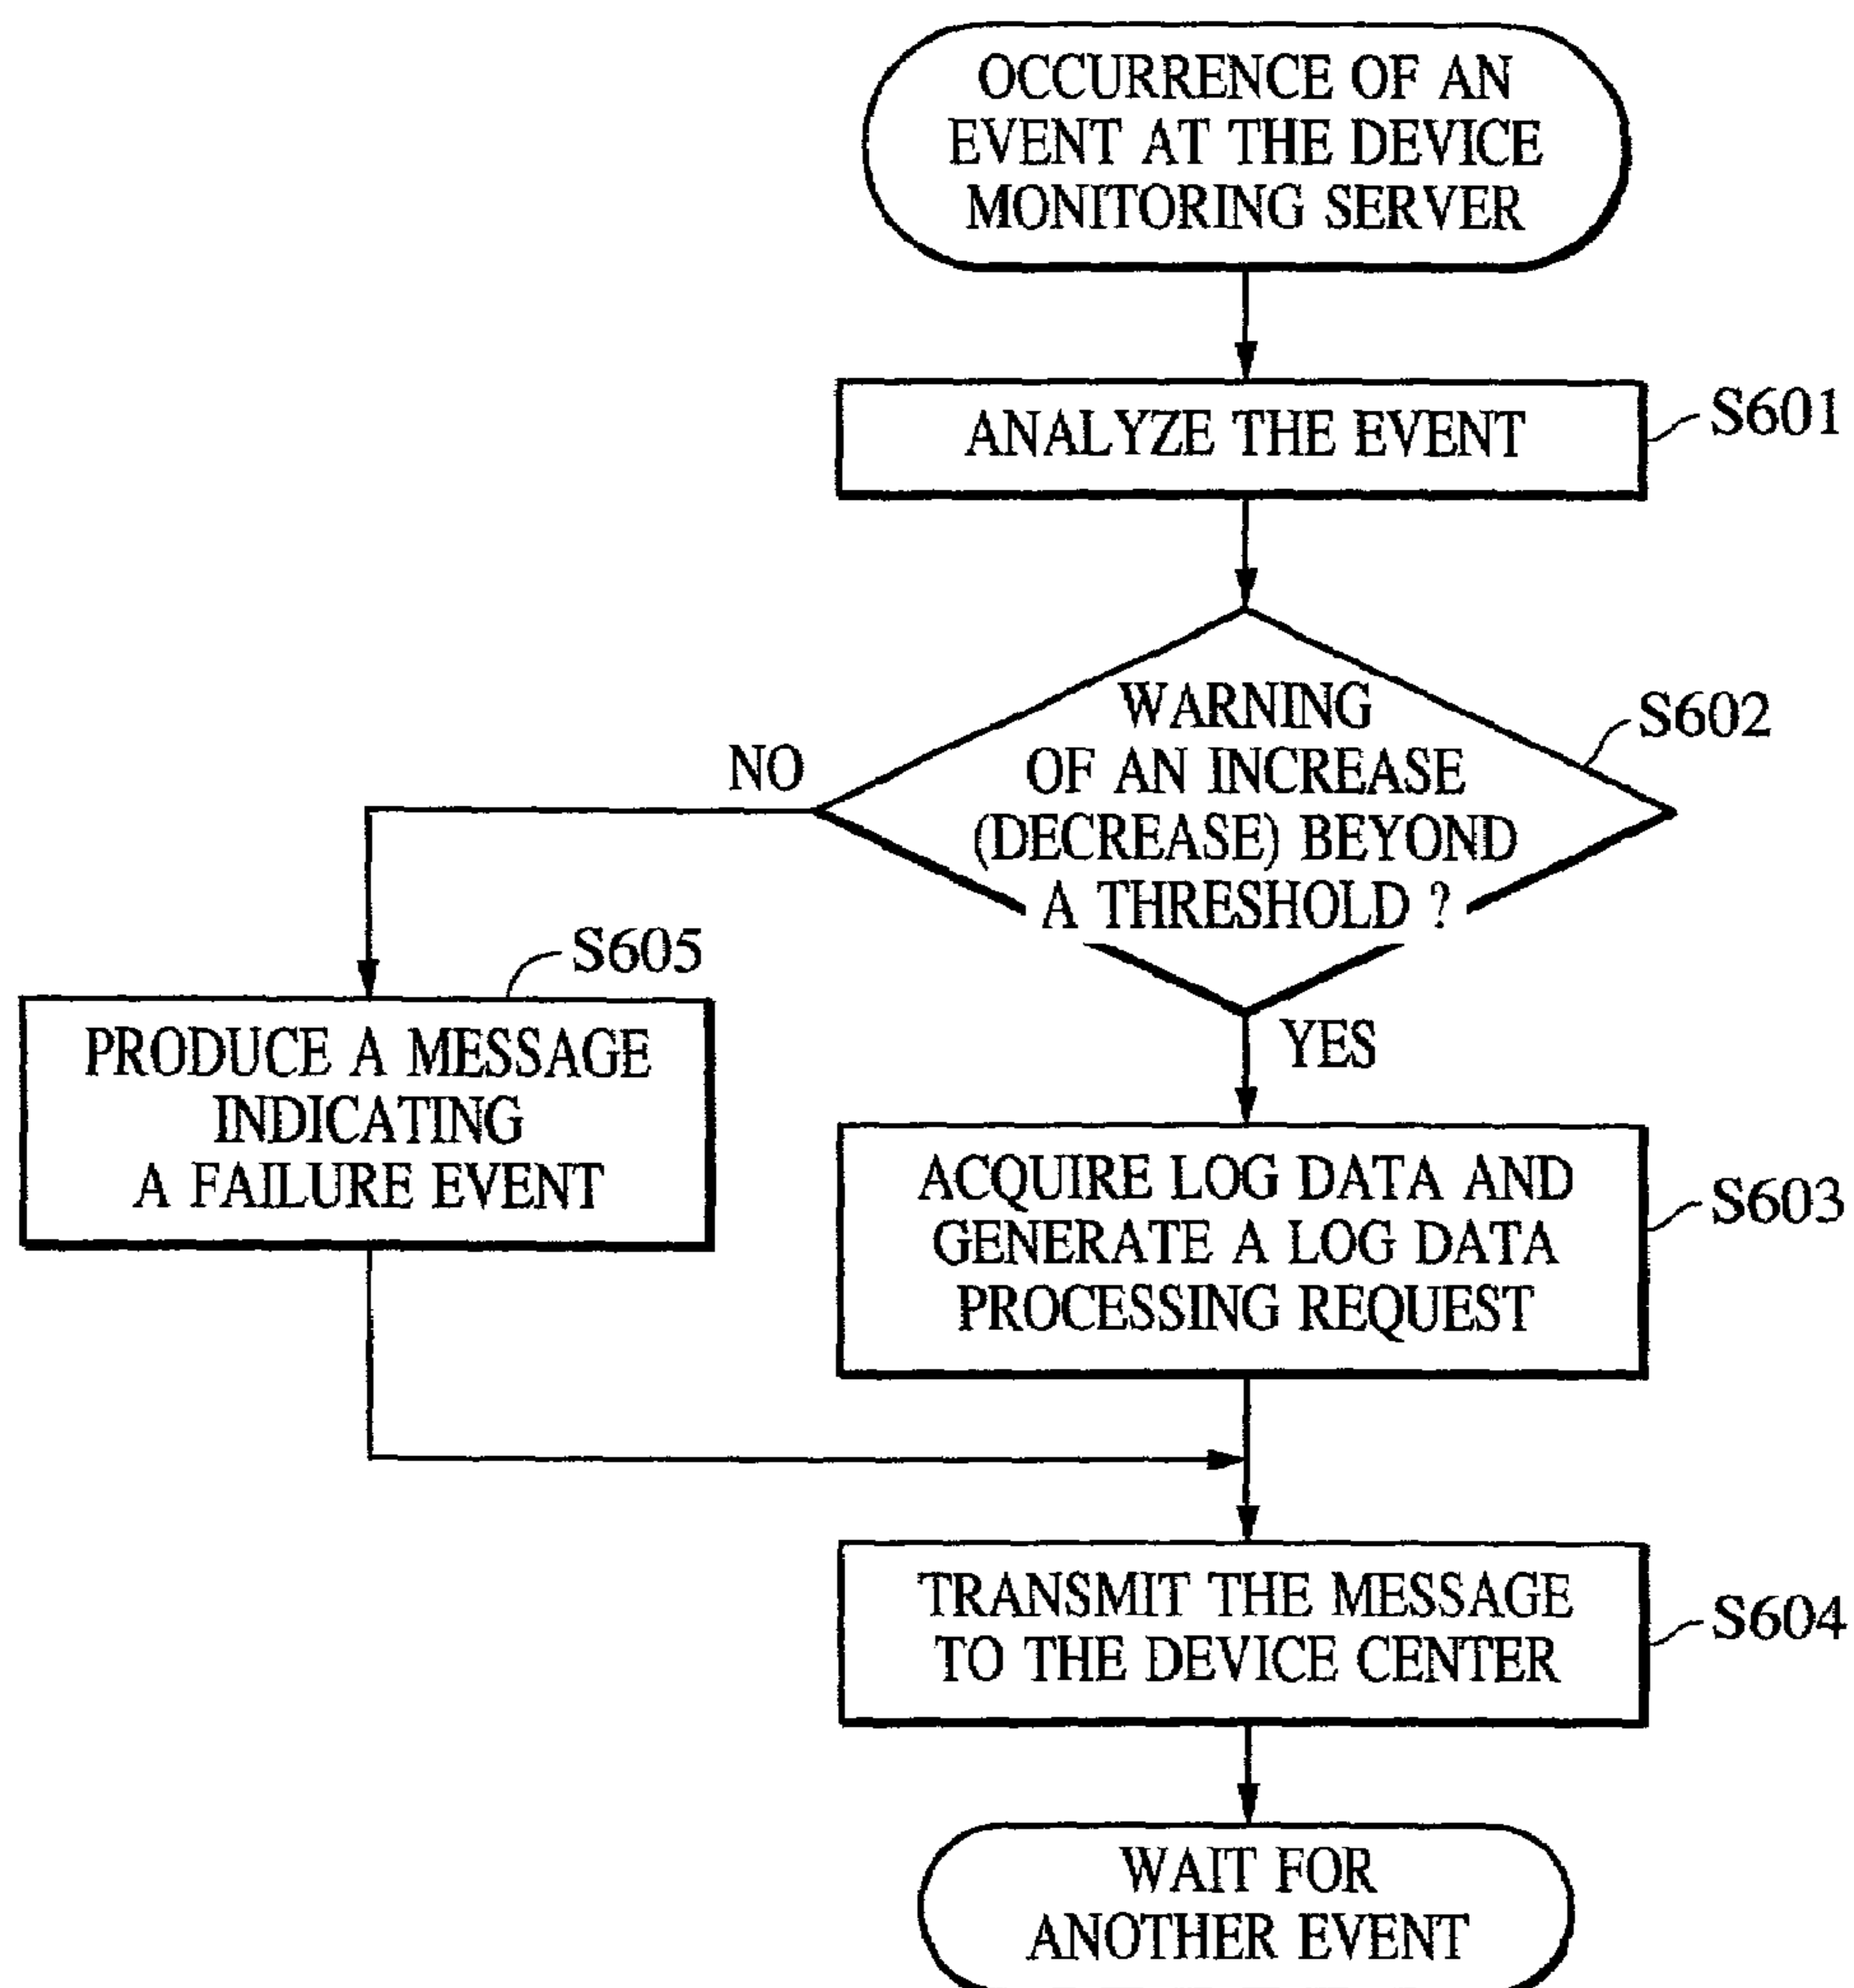 OCCURRENCE OF AN
EVENT AT THE DEVICE
MONITORING SERVER
ANALYZE THE EVENT
S601
WARNING
OF AN INCREASE
(DECREASE) BEYOND
A THRESHOLD ?
S602
NO
YES
S605
PRODUCE A MESSAGE
INDICATING
A FAILURE EVENT
ACQUIRE LOG DATA AND
GENERATE A LOG DATA
PROCESSING REQUEST
S603
TRANSMIT THE MESSAGE
TO THE DEVICE CENTER
S604
WAIT FOR
ANOTHER EVENT